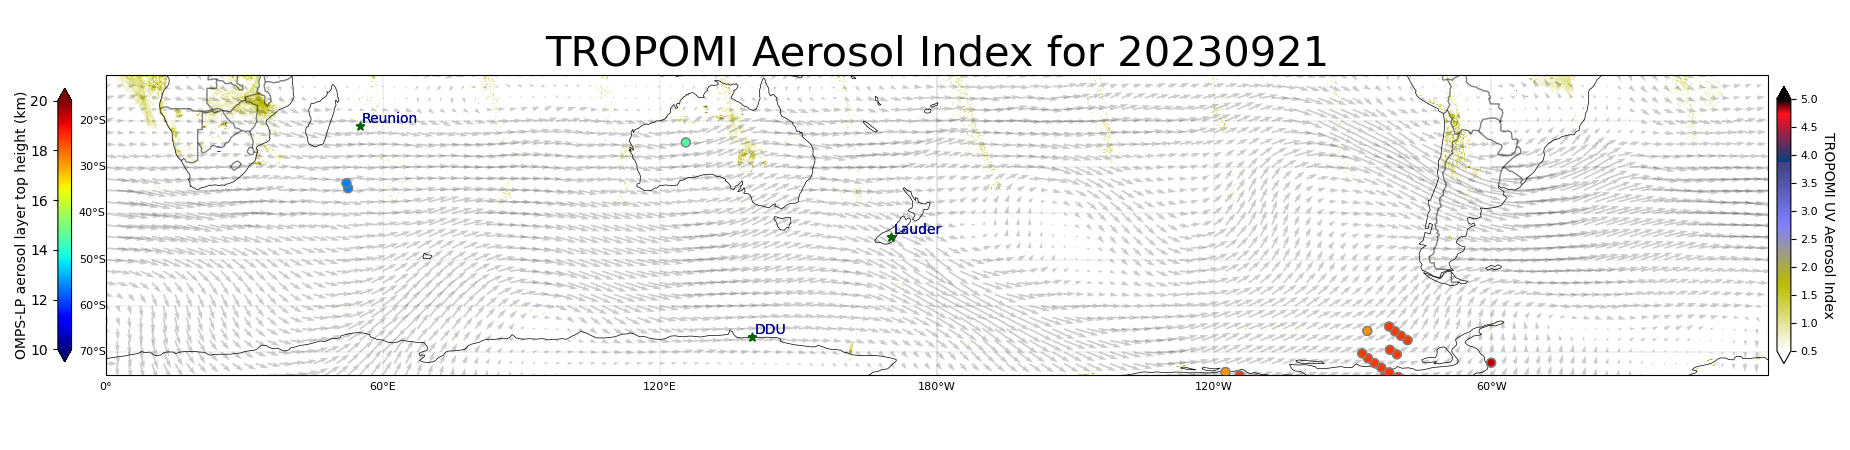 TROPOMI Aerosol Index for 20230921
OMPS-LP aerosol layer top height (km)
20
18
16
14
12
10
20°S
30°S
40°S
50°S
60°S
70°S
0°
60°E
120°E
180°W
120°W
60°W
Reunion
Lauder
DDU
5.0
4.5
4.0
3.5
3.0
2.5
2.0
1.5
1.0
0.5
TROPOMI UV Aerosol Index